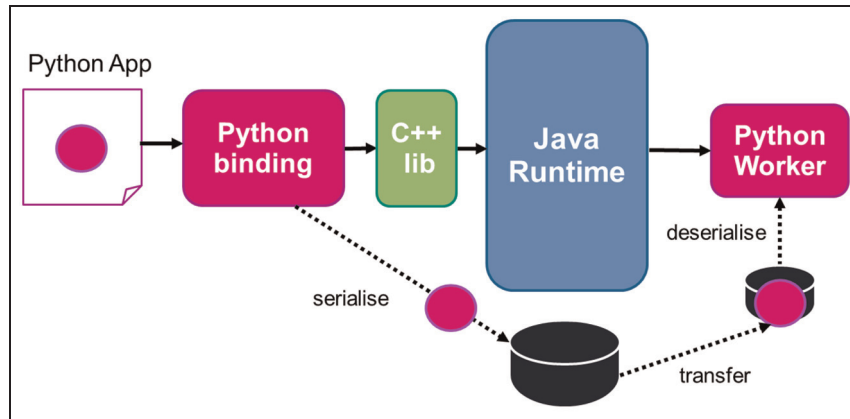 Python App
Python
binding
C++
lib
Java
Runtime
Python
Worker
deserialise
serialise
transfer